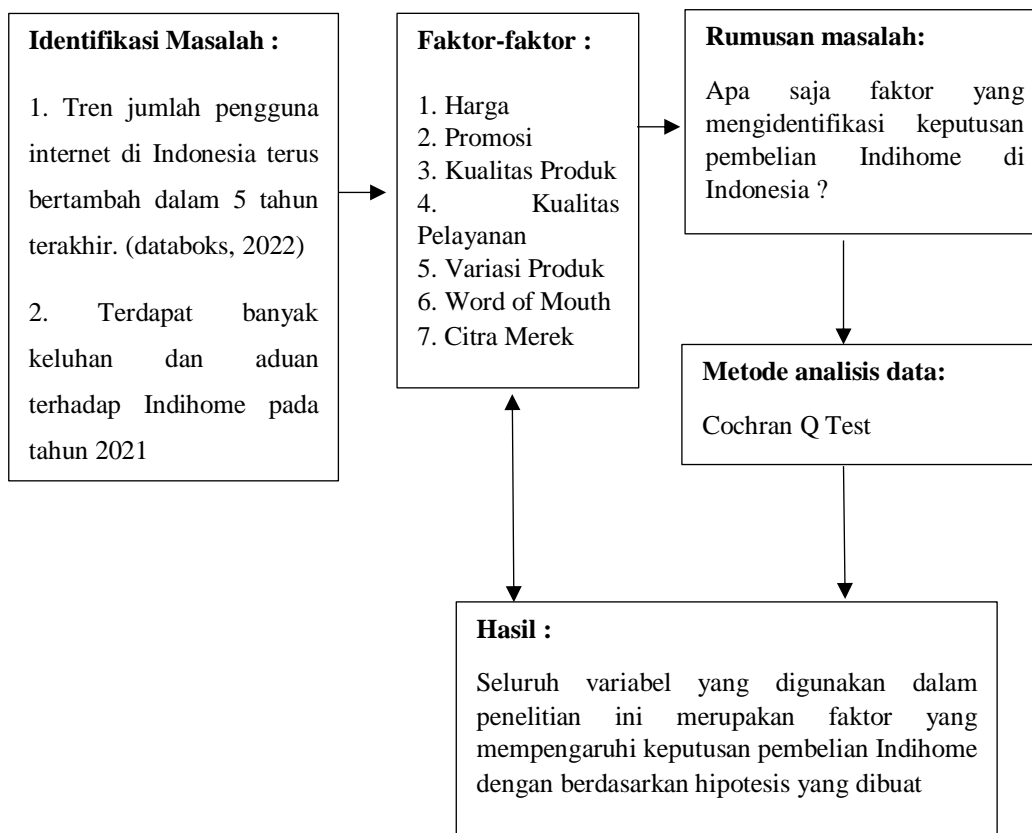 Identifikasi Masalah :
1. Tren jumlah pengguna
internet di Indonesia terus
bertambah dalam 5 tahun
terakhir. (databoks, 2022)
2. Terdapat banyak
keluhan dan aduan
terhadap Indihome pada
tahun 2021
Faktor-faktor :
1. Harga
2. Promosi
3. Kualitas Produk
4. Kualitas
Pelayanan
5. Variasi Produk
6. Word of Mouth
7. Citra Merek
Rumusan masalah:
Apa saja faktor yang
mengidentifikasi keputusan
pembelian Indihome di
Indonesia ?
Metode analisis data:
Cochran Q Test
Hasil :
Seluruh variabel yang digunakan dalam
penelitian ini merupakan faktor yang
mempengaruhi keputusan pembelian Indihome
dengan berdasarkan hipotesis yang dibuat